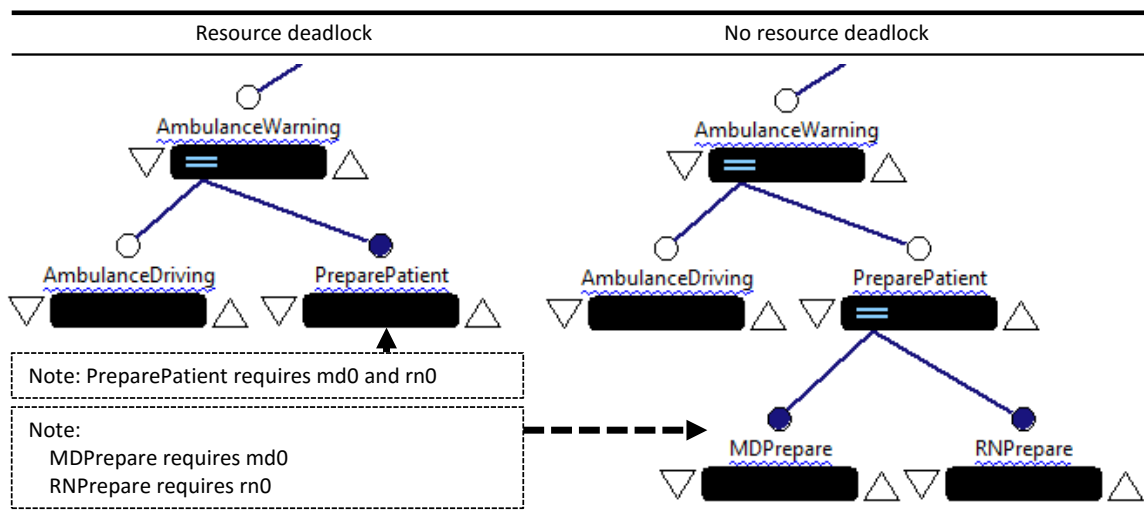 Resource deadlock
No resource deadlock
AmbulanceWarning
AmbulanceWarning
AmbulanceDriving
PreparePatient
AmbulanceDriving
PreparePatient
Note: PreparePatient requires md0 and rn0
Note:
MDPrepare requires md0
RNPrepare requires rn0
MDPrepare
RNPrepare